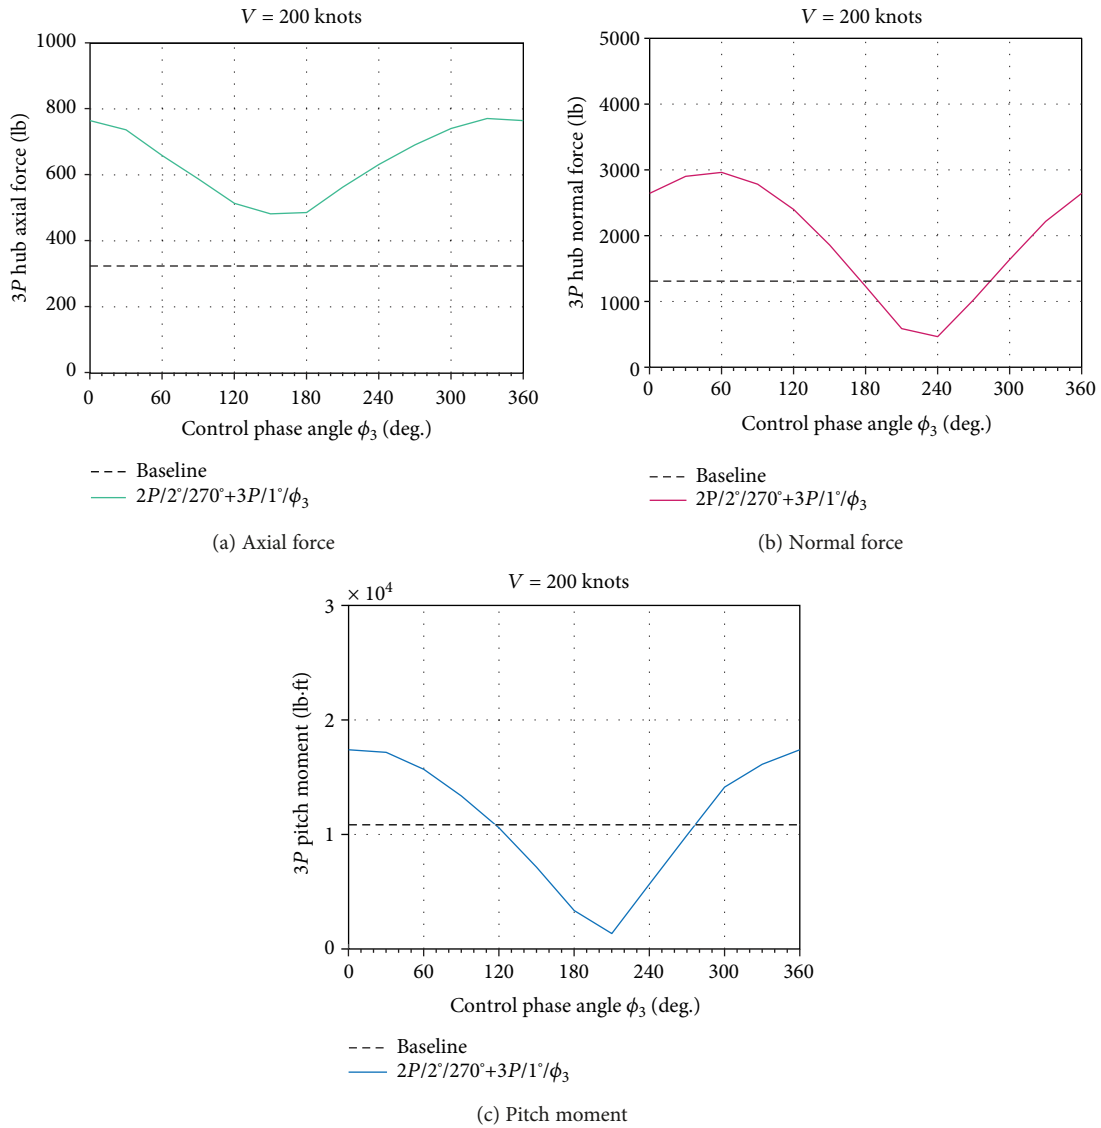 V = 200 knots
1000
800
600
400
200
0
3P hub axial force (lb)
0 60 120 180 240 300 360
Control phase angle ϕ₃ (deg.)
Baseline
2P/2°/270°+3P/1°/ϕ₃
(a) Axial force
V = 200 knots
5000
4000
3000
2000
1000
0
3P hub normal force (lb)
0 60 120 180 240 300 360
Control phase angle ϕ₃ (deg.)
Baseline
2P/2°/270°+3P/1°/ϕ₃
(b) Normal force
V = 200 knots
× 10⁴
3
2
1
0
3P pitch moment (lb·ft)
0 60 120 180 240 300 360
Control phase angle ϕ₃ (deg.)
Baseline
2P/2°/270°+3P/1°/ϕ₃
(c) Pitch moment